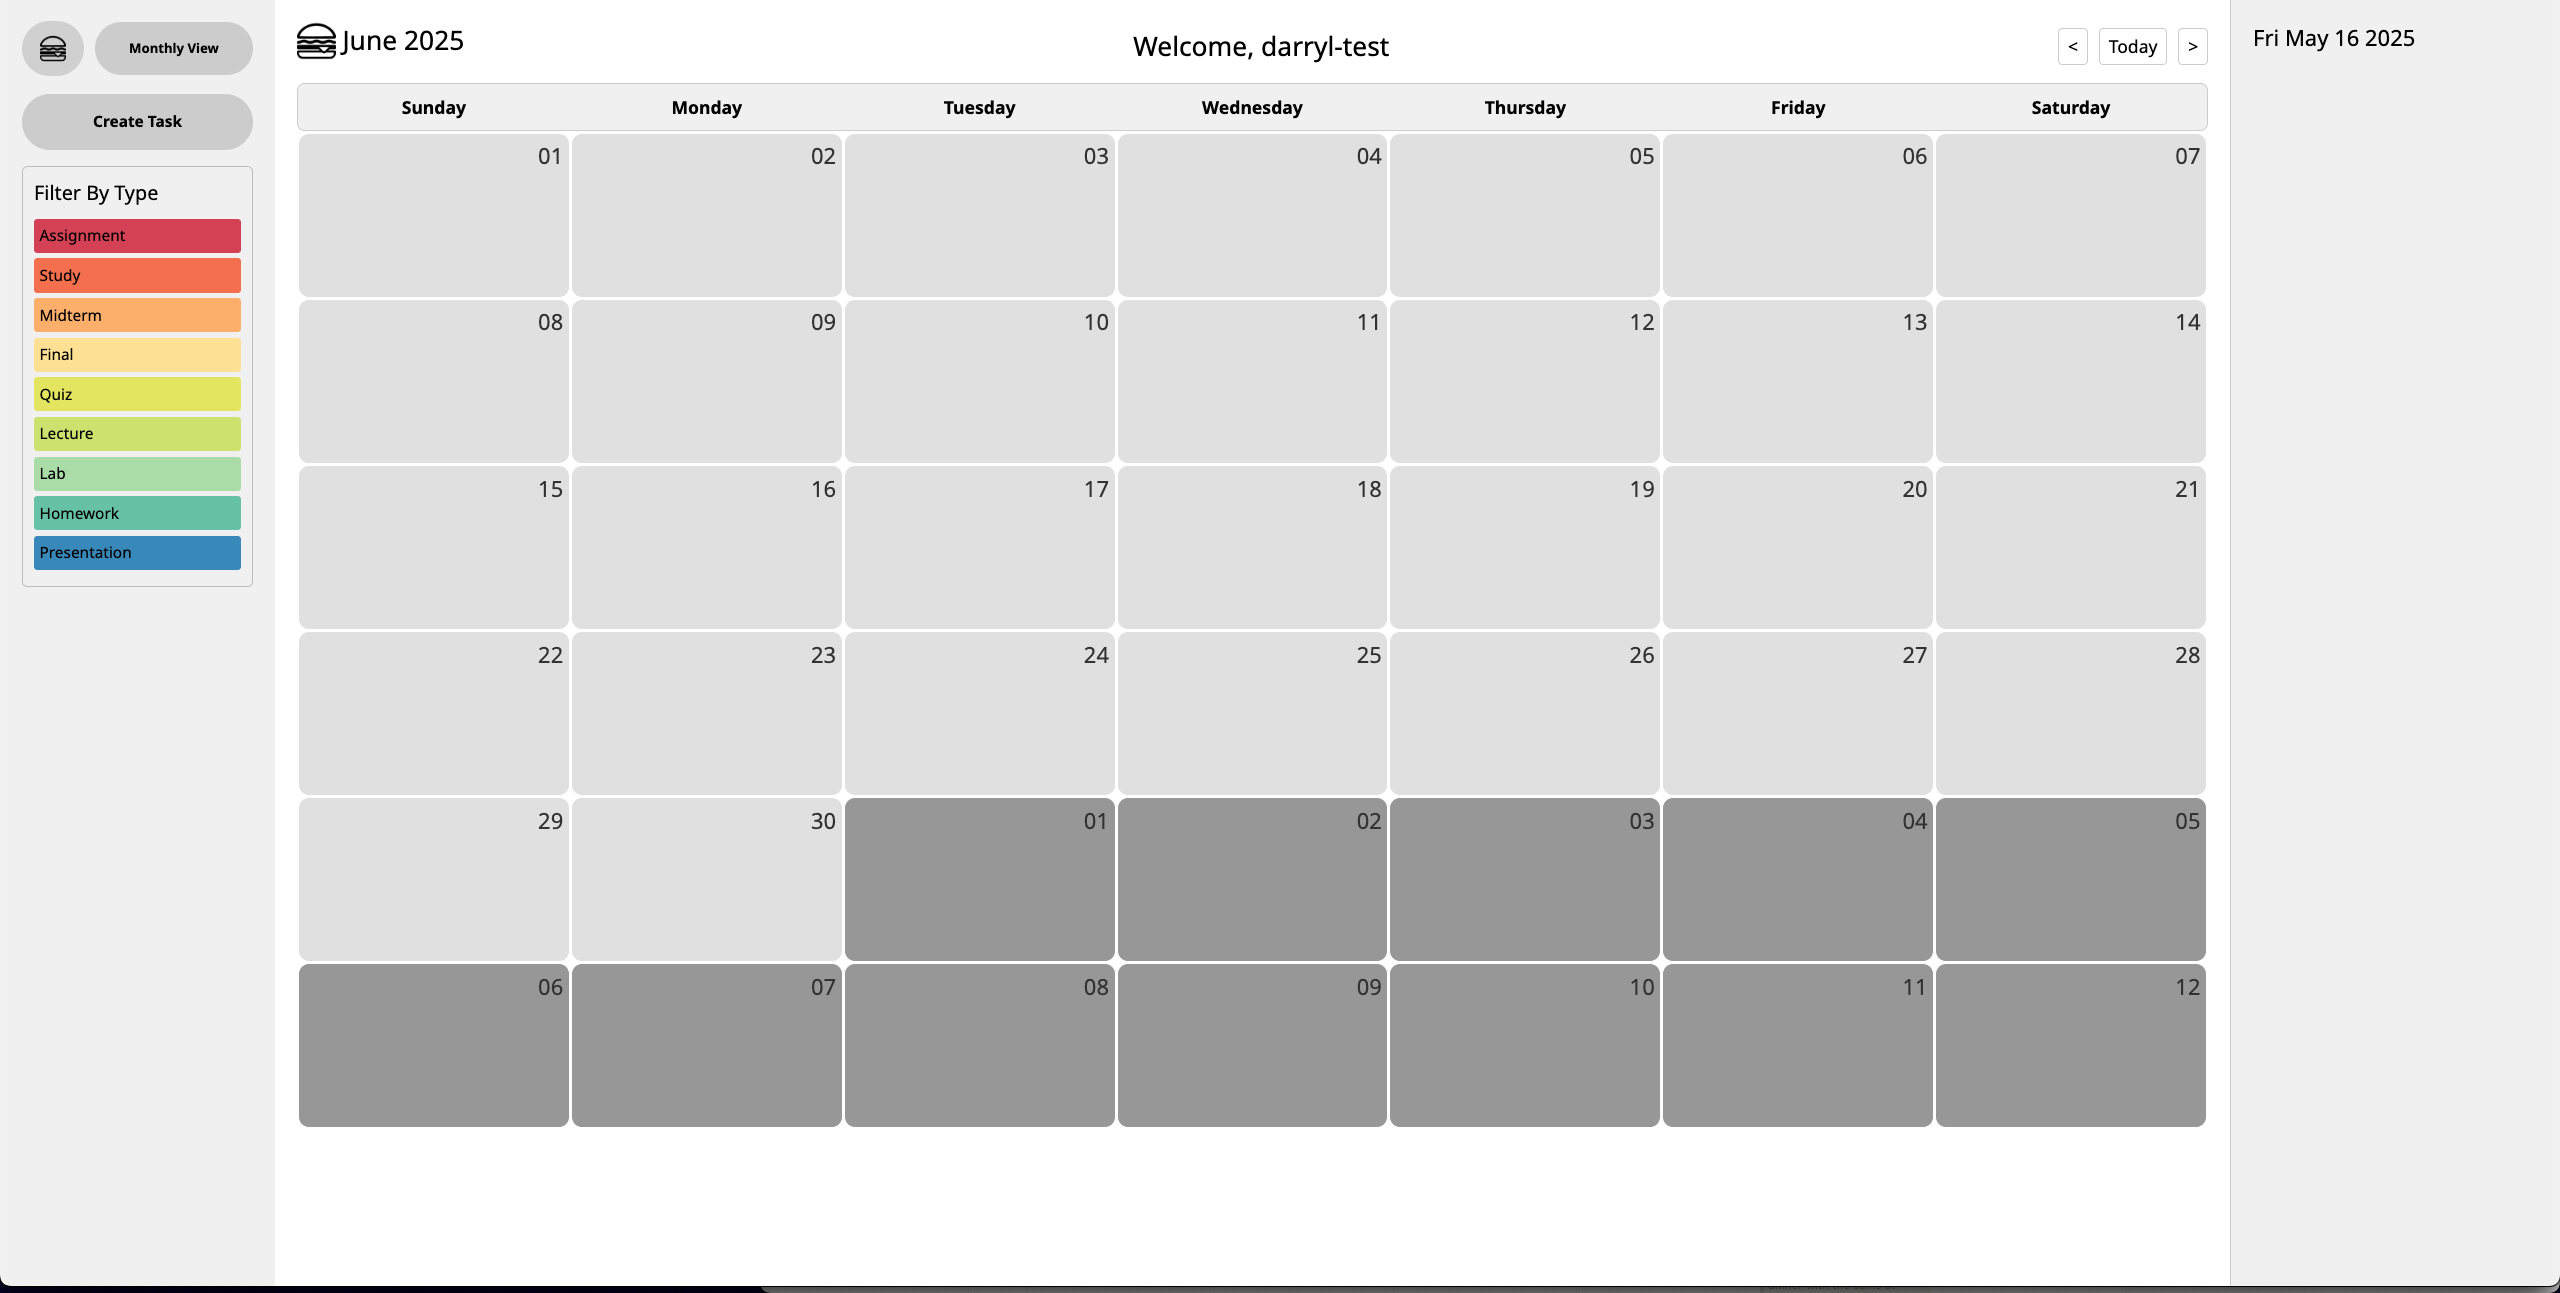 Monthly View
Create Task
Filter By Type
Assignment
Study
Midterm
Final
Quiz
Lecture
Lab
Homework
Presentation
June 2025
Welcome, darryl-test
< Today >
Sunday Monday Tuesday Wednesday Thursday Friday Saturday
01 02 03 04 05 06 07
08 09 10 11 12 13 14
15 16 17 18 19 20 21
22 23 24 25 26 27 28
29 30 01 02 03 04 05
06 07 08 09 10 11 12
Fri May 16 2025